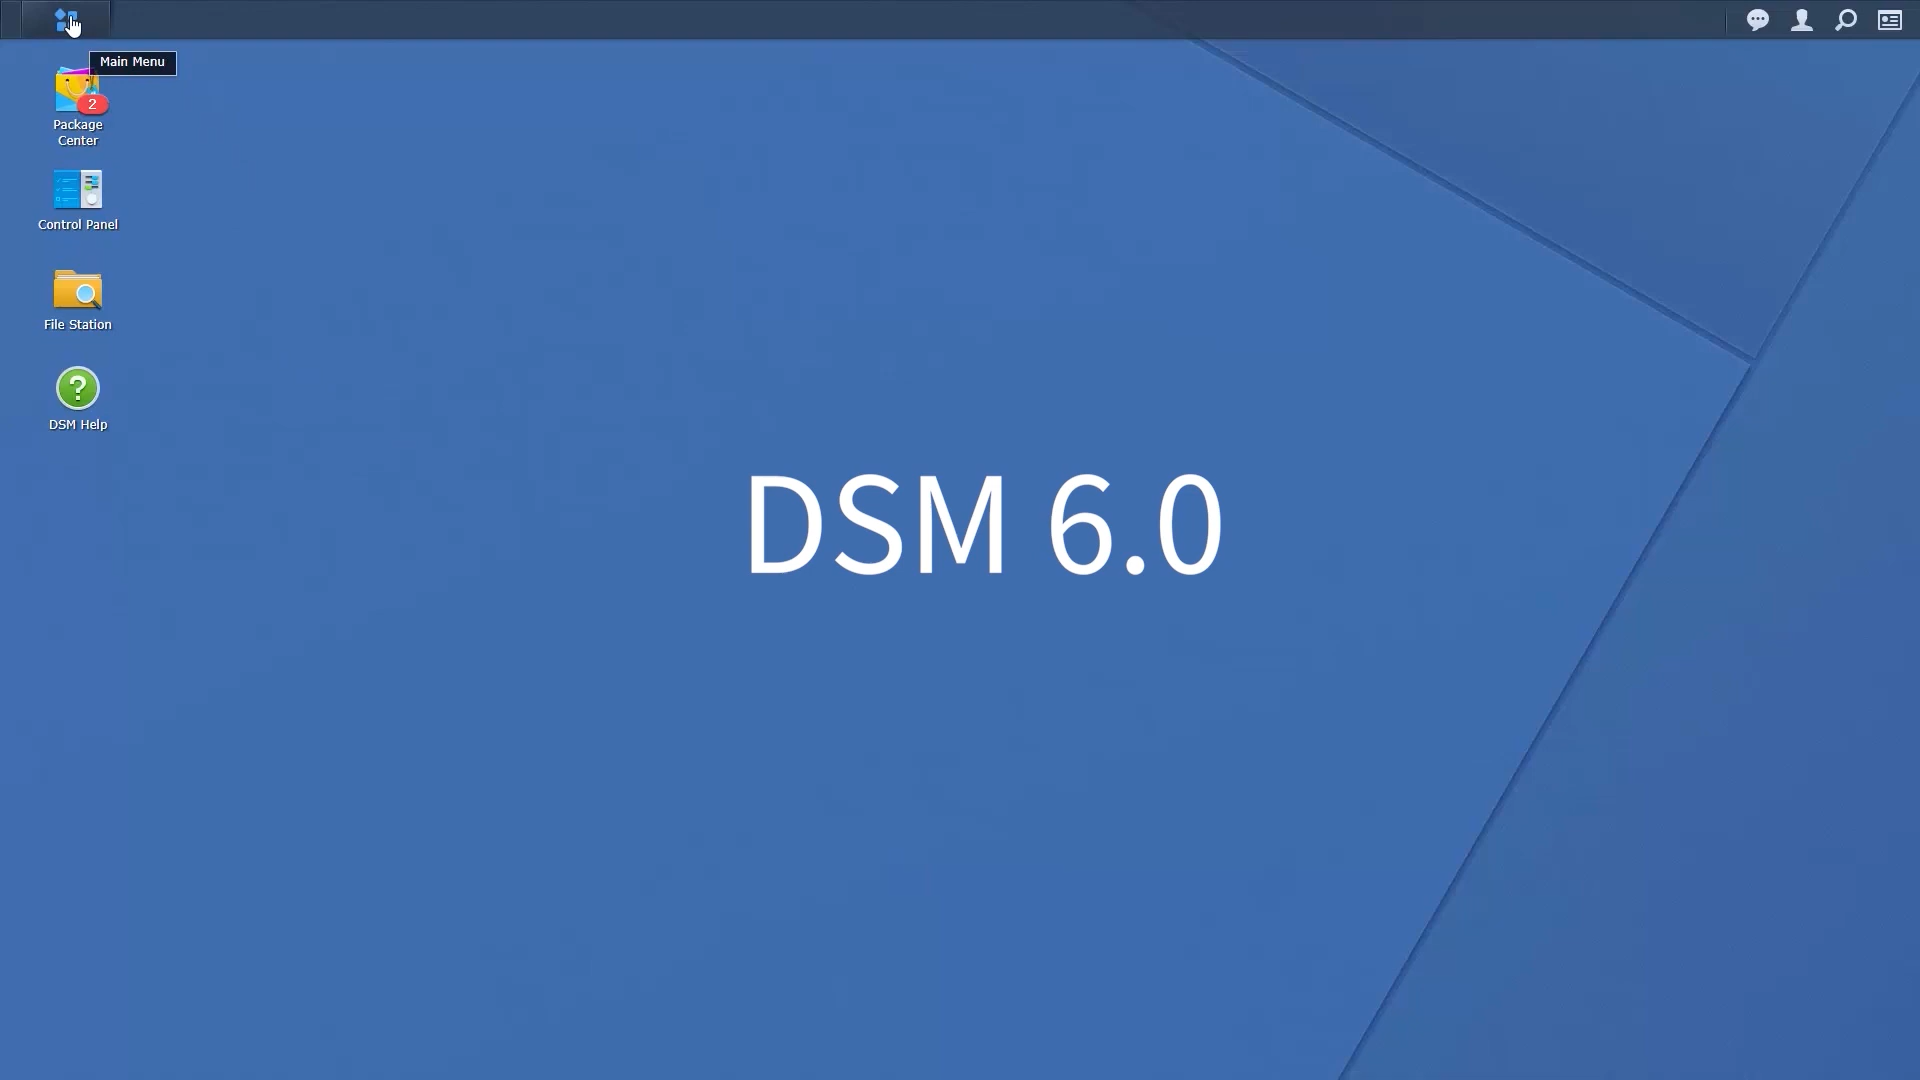 Main Menu
2
Package
Center
Control Panel
File Station
?
DSM Help
DSM 6.0